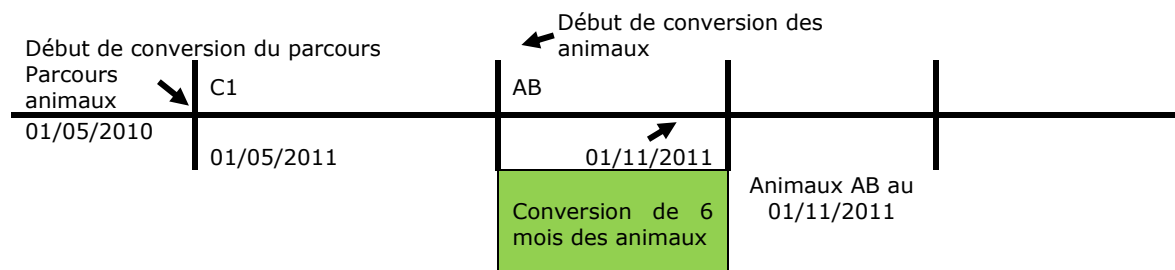 Début de conversion des
animaux
Début de conversion du parcours
Parcours
animaux
C1
AB
01/05/2010
01/05/2011
01/11/2011
Conversion de 6
mois des animaux
Animaux AB au
01/11/2011